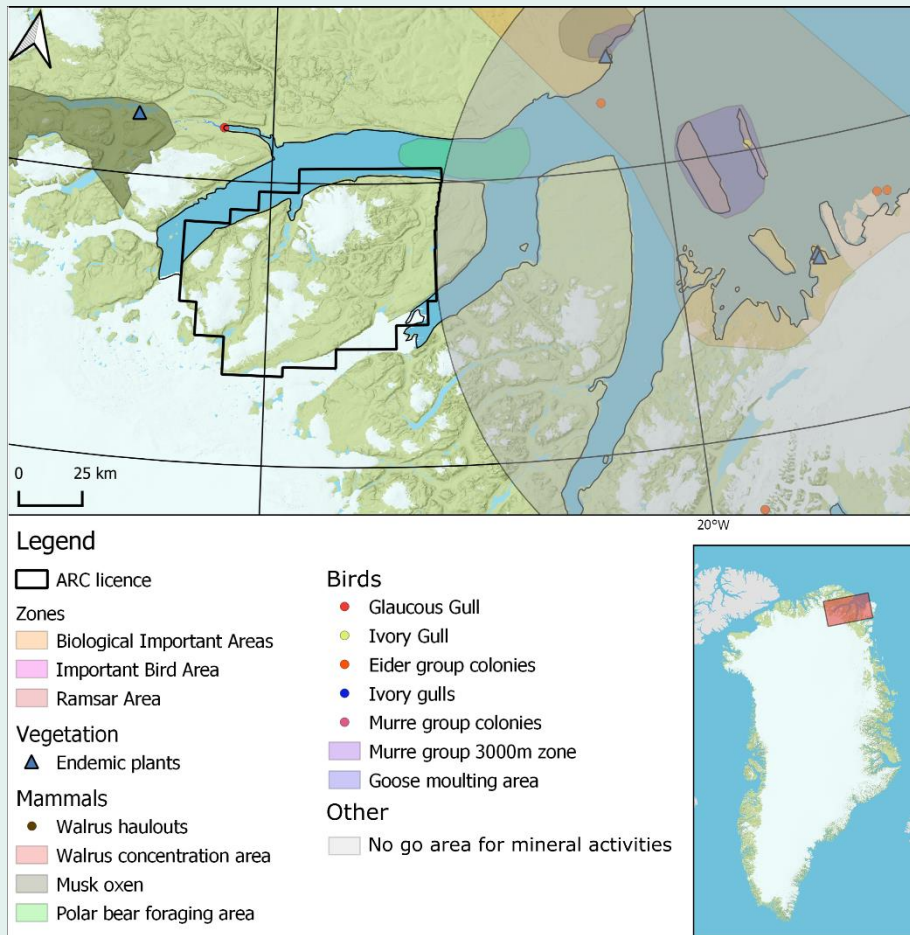 0 25 km
20°W
Legend
ARC licence
Zones
Biological Important Areas
Important Bird Area
Ramsar Area
Vegetation
Endemic plants
Mammals
Walrus haulouts
Walrus concentration area
Musk oxen
Polar bear foraging area
Birds
Glaucous Gull
Ivory Gull
Eider group colonies
Ivory gulls
Murre group colonies
Murre group 3000m zone
Goose moulting area
Other
No go area for mineral activities